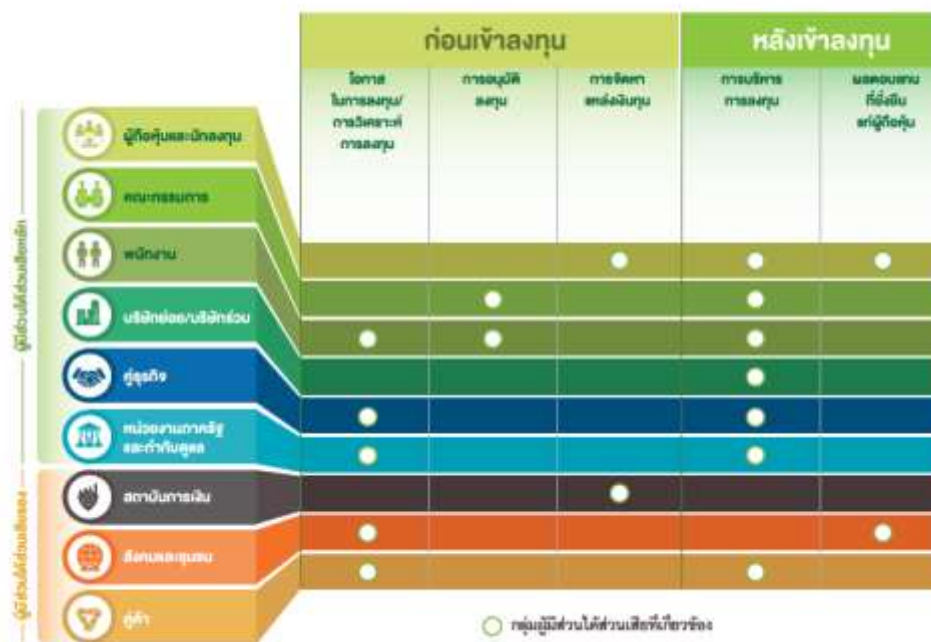 ก่อนเข้าลงทุน
หลังเข้าลงทุน
โอกาส
ในการลงทุน/
การวิเคราะห์
การลงทุน
การอนุมัติ
ลงทุน
การจัดหา
แหล่งเงินทุน
การบริหาร
การลงทุน
ผลตอบแทน
ที่ยั่งยืน
แก่ผู้ถือหุ้น
ผู้มีส่วนได้ส่วนเสียหลัก
ผู้ถือหุ้นและนักลงทุน
คณะกรรมการ
พนักงาน
บริษัทย่อย/บริษัทร่วม
คู่ธุรกิจ
หน่วยงานภาครัฐ
และกำกับดูแล
ผู้มีส่วนได้ส่วนเสียรอง
สถาบันการเงิน
สังคมและชุมชน
คู่ค้า
กลุ่มผู้มีส่วนได้ส่วนเสียที่เกี่ยวข้อง